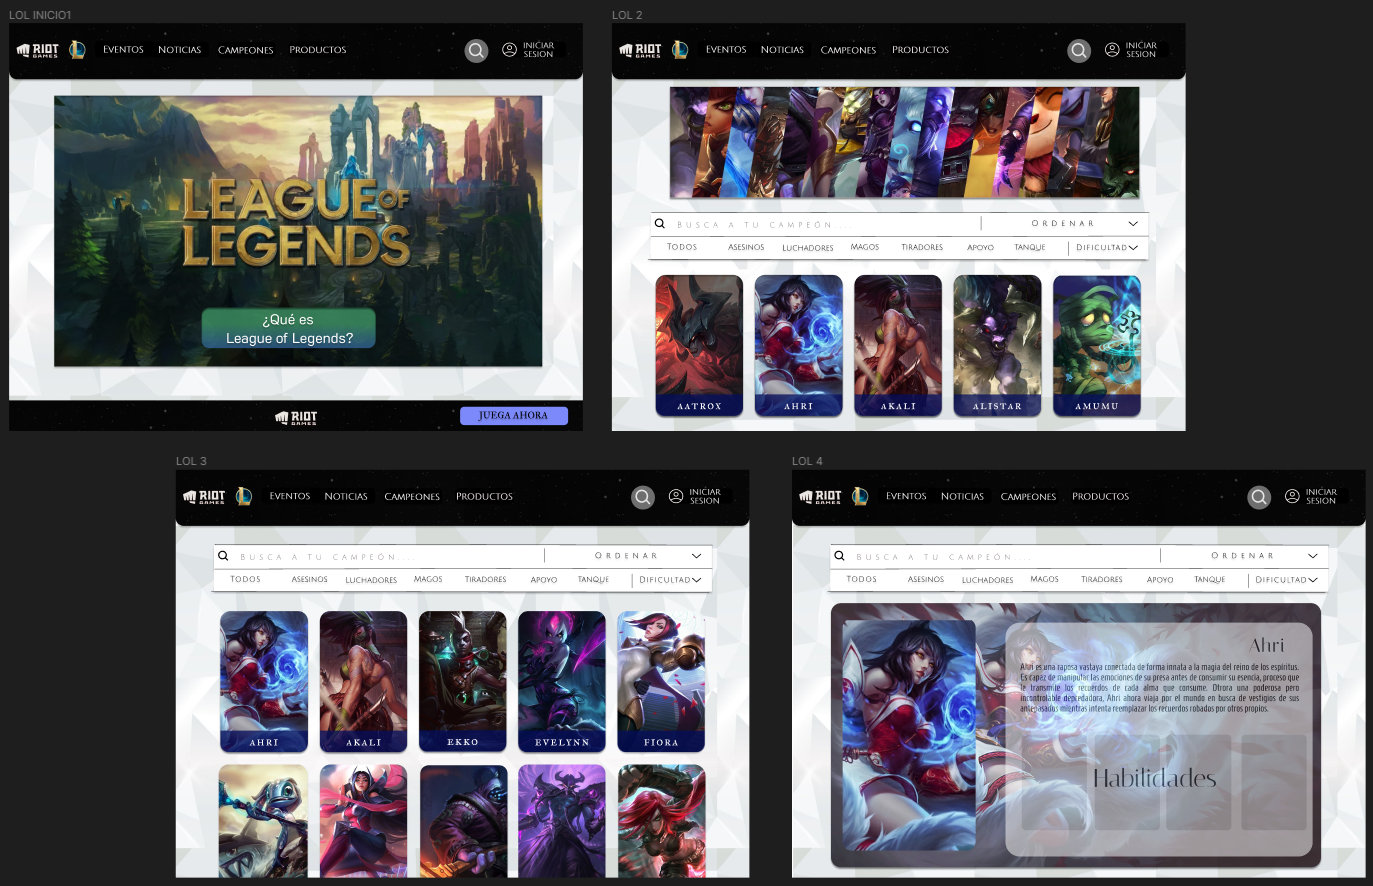 LOL INICIO1
RIOT GAMES EVENTOS NOTICIAS CAMPEONES PRODUCTOS INICIAR SESION
LEAGUE OF
LEGENDS
¿Qué es
League of Legends?
RIOT GAMES JUEGA AHORA
LOL 2
RIOT GAMES EVENTOS NOTICIAS CAMPEONES PRODUCTOS INICIAR SESION
BUSCA A TU CAMPEÓN.... ORDENAR
TODOS ASESINOS LUCHADORES MAGOS TIRADORES APOYO TANQUE DIFICULTAD
AATROX AHRI AKALI ALISTAR AMUMU
LOL 3
RIOT GAMES EVENTOS NOTICIAS CAMPEONES PRODUCTOS INICIAR SESION
BUSCA A TU CAMPEÓN.... ORDENAR
TODOS ASESINOS LUCHADORES MAGOS TIRADORES APOYO TANQUE DIFICULTAD
AHRI AKALI EKKO EVELYNN FIORA
LOL 4
RIOT GAMES EVENTOS NOTICIAS CAMPEONES PRODUCTOS INICIAR SESION
BUSCA A TU CAMPEÓN.... ORDENAR
TODOS ASESINOS LUCHADORES MAGOS TIRADORES APOYO TANQUE DIFICULTAD
Ahri
Ahri es una raposa vastaya conectada de forma innata a la magia del reino de los espíritus.
Es capaz de manipular las emociones de su presa antes de consumir su esencia, proceso que
le transmite los recuerdos de cada alma que consume. Otrora una poderosa pero
incontrolable depredadora, Ahri ahora viaja por el mundo en busca de vestigios de sus
antepasados mientras intenta reemplazar los recuerdos robados por otros propios.
Habilidades